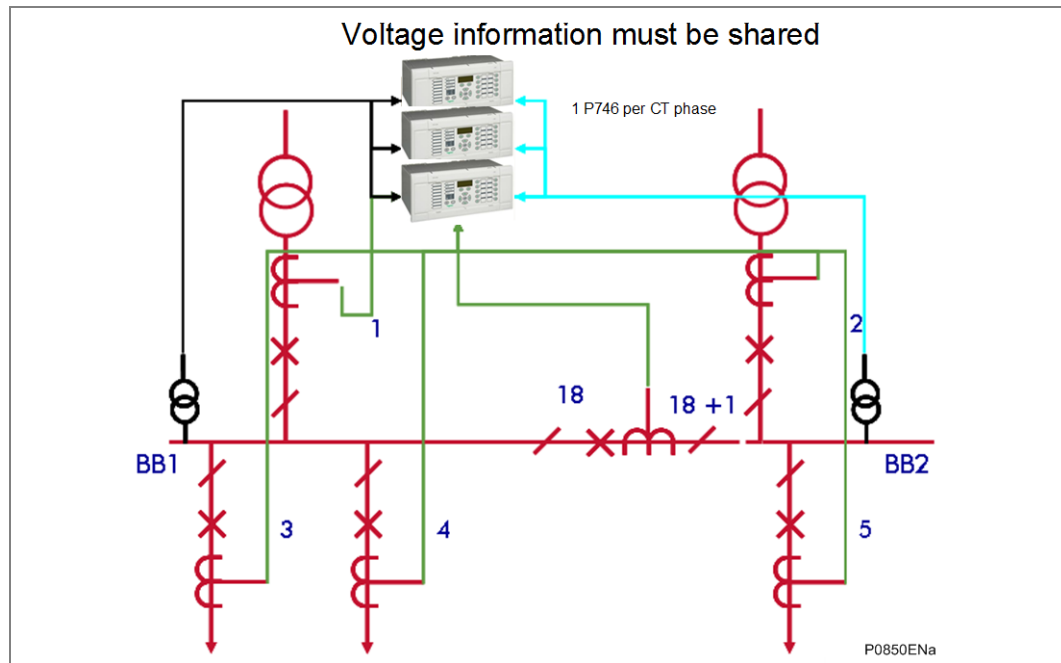 Voltage information must be shared
1 P746 per CT phase
1
2
18
18 +1
BB1
BB2
3
4
5
P0850ENa